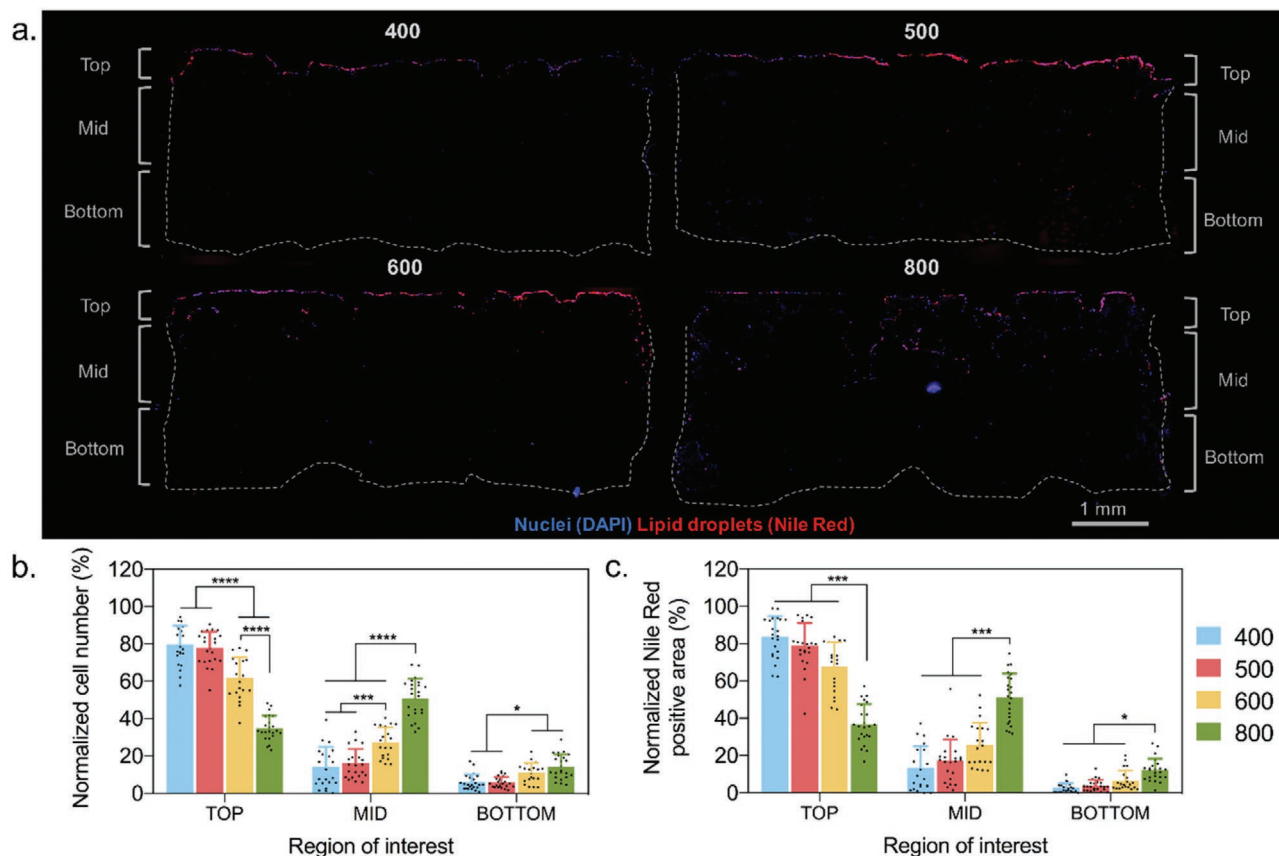 a.
400
500
Top
Mid
Bottom
Top
Mid
Bottom
600
800
Top
Mid
Bottom
Top
Mid
Bottom
1 mm
Nuclei (DAPI) Lipid droplets (Nile Red)
b.
Normalized cell number (%)
120
100
80
60
40
20
0
****
****
****
***
*
TOP
MID
BOTTOM
Region of interest
c.
Normalized Nile Red
positive area (%)
120
100
80
60
40
20
0
***
***
*
TOP
MID
BOTTOM
Region of interest
400
500
600
800